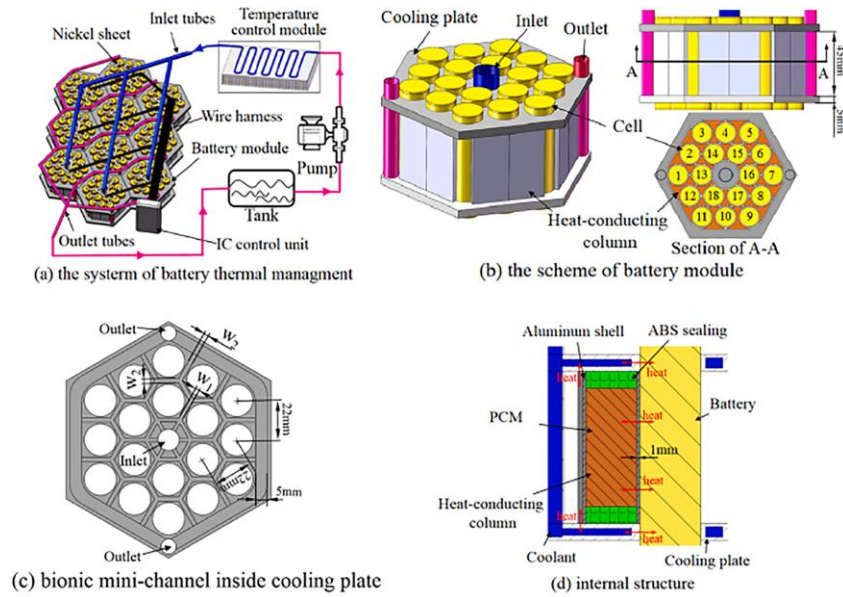 Inlet tubes
Temperature
control module
Nickel sheet
Wire harness
Battery module
Pump
Tank
Outlet tubes
IC control unit
(a) the systerm of battery thermal managment
Cooling plate
Inlet
Outlet
A
A
45mm
5mm
Cell
3 4 5
2 14 15 6
1 13 16 7
12 18 17 8
11 10 9
Heat-conducting
column
Section of A-A
(b) the scheme of battery module
Outlet
W2
W2
W1
22mm
Inlet
22mm
5mm
Outlet
(c) bionic mini-channel inside cooling plate
Aluminum shell
ABS sealing
heat
heat
PCM
heat
Battery
1mm
Heat-conducting
column
heat
heat
heat
Coolant
Cooling plate
(d) internal structure